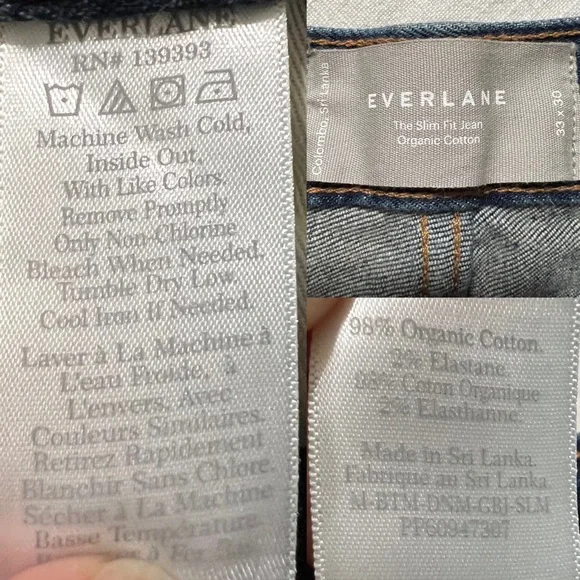 EVERLANE
RN# 139393
Machine Wash Cold,
Inside Out,
With Like Colors,
Remove Promptly
Only Non-Chlorine
Bleach When Needed.
Tumble Dry Low,
Cool Iron If Needed.
Laver à La Machine à
L'eau Froide, à
L'envers, Avec
Couleurs Similaires.
Retirez Rapidement
Blanchir Sans Chlore.
Sécher à La Machine
Basse Température.
Colombo, Sri Lanka
EVERLANE
The Slim Fit Jean
Organic Cotton
33 x 30
98% Organic Cotton,
2% Elastane
98% Coton Organique
2% Elasthanne.
Made in Sri Lanka
Fabriqué au Sri Lanka
M-BTM-DNM-GBJ-SLM
PP60947307